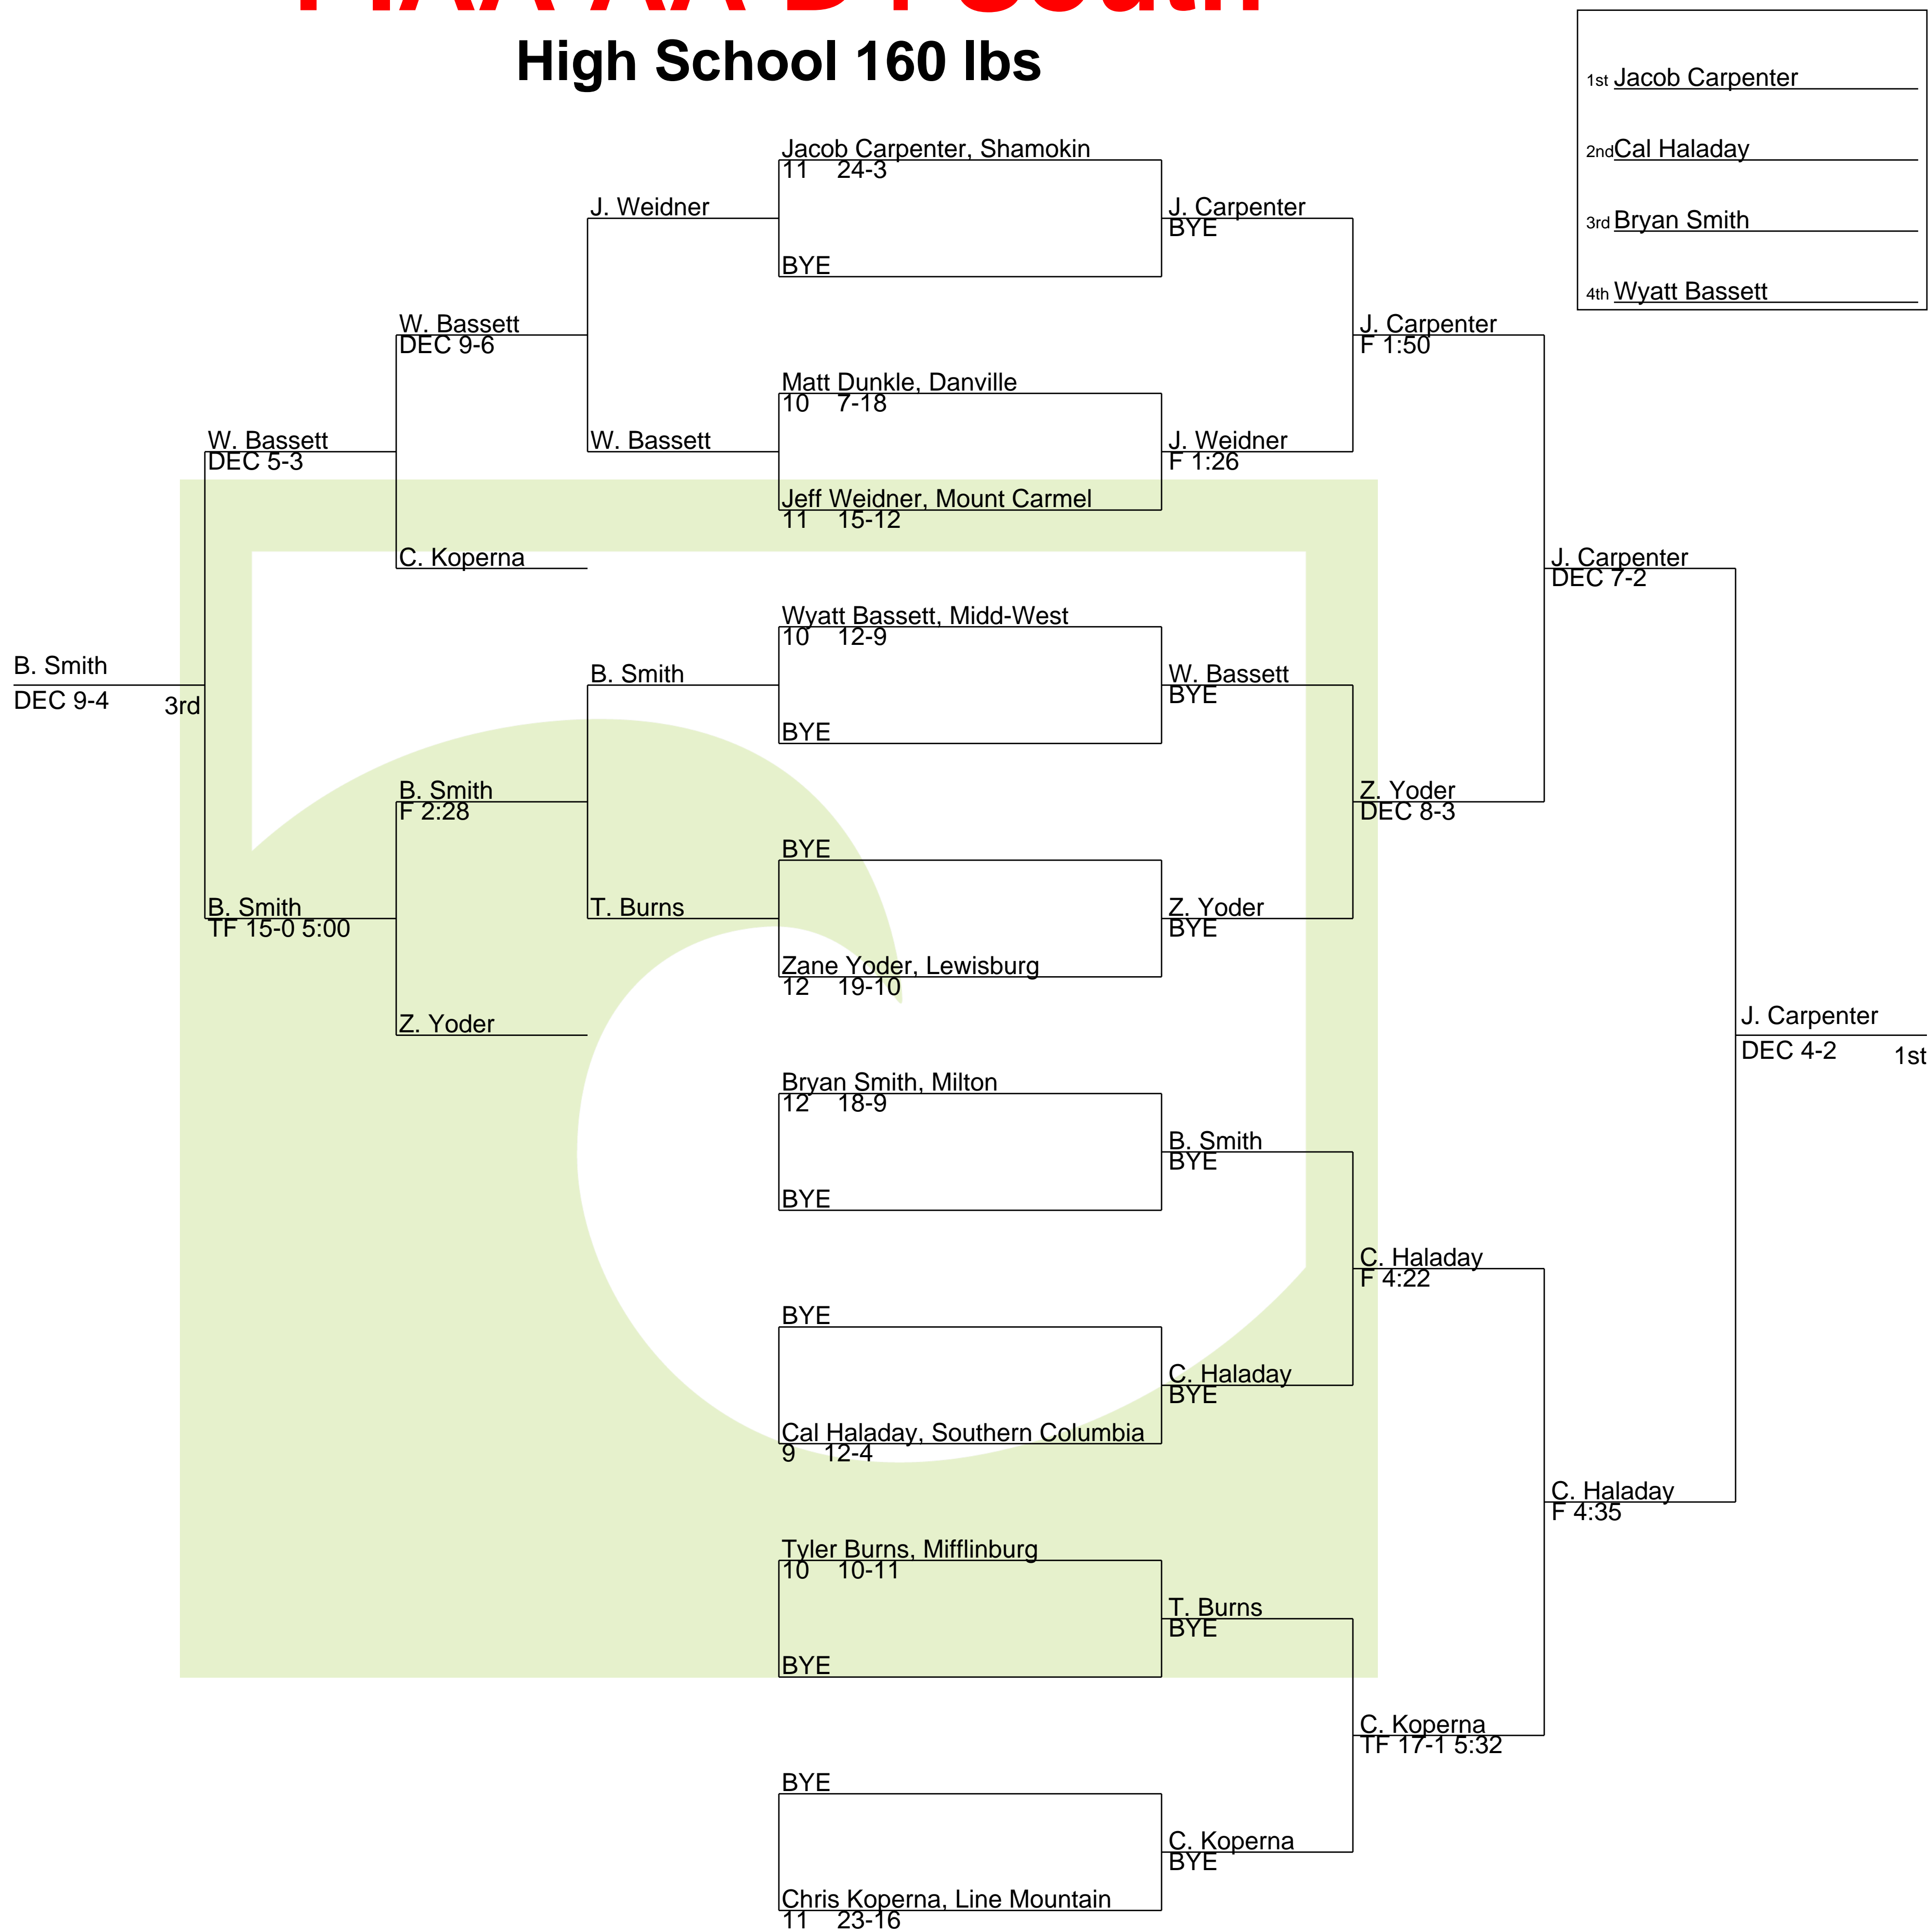 High School 160 lbs
1st Jacob Carpenter
2nd Cal Haladay
3rd Bryan Smith
4th Wyatt Bassett
Jacob Carpenter, Shamokin
11 24-3
J. Weidner
J. Carpenter
BYE
BYE
W. Bassett
DEC 9-6
J. Carpenter
F 1:50
Matt Dunkle, Danville
10 7-18
W. Bassett
DEC 5-3
W. Bassett
J. Weidner
F 1:26
Jeff Weidner, Mount Carmel
11 15-12
C. Koperna
J. Carpenter
DEC 7-2
Wyatt Bassett, Midd-West
10 12-9
B. Smith
DEC 9-4
3rd
B. Smith
W. Bassett
BYE
BYE
B. Smith
F 2:28
Z. Yoder
DEC 8-3
BYE
B. Smith
TF 15-0 5:00
T. Burns
Z. Yoder
BYE
Zane Yoder, Lewisburg
12 19-10
Z. Yoder
J. Carpenter
DEC 4-2
1st
Bryan Smith, Milton
12 18-9
B. Smith
BYE
BYE
C. Haladay
F 4:22
BYE
C. Haladay
BYE
Cal Haladay, Southern Columbia
9 12-4
C. Haladay
F 4:35
Tyler Burns, Mifflinburg
10 10-11
T. Burns
BYE
BYE
C. Koperna
TF 17-1 5:32
BYE
C. Koperna
BYE
Chris Koperna, Line Mountain
11 23-16